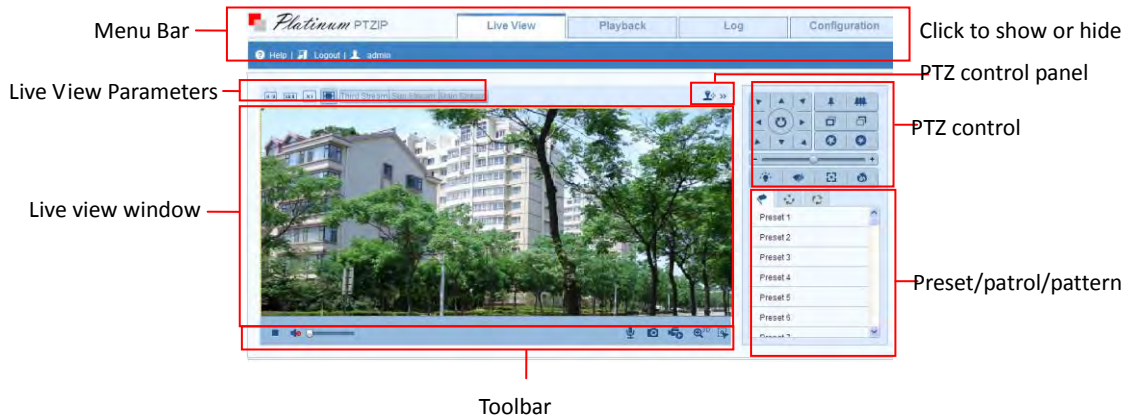 Menu Bar
Platinum PTZIP
Live View
Playback
Log
Configuration
Click to show or hide
PTZ control panel
Help | Logout | admin
Live View Parameters
Third Stream Sub Stream Main Stream
PTZ control
Live view window
Preset 1
Preset 2
Preset 3
Preset 4
Preset 5
Preset 6
Preset 7
Preset/patrol/pattern
Toolbar